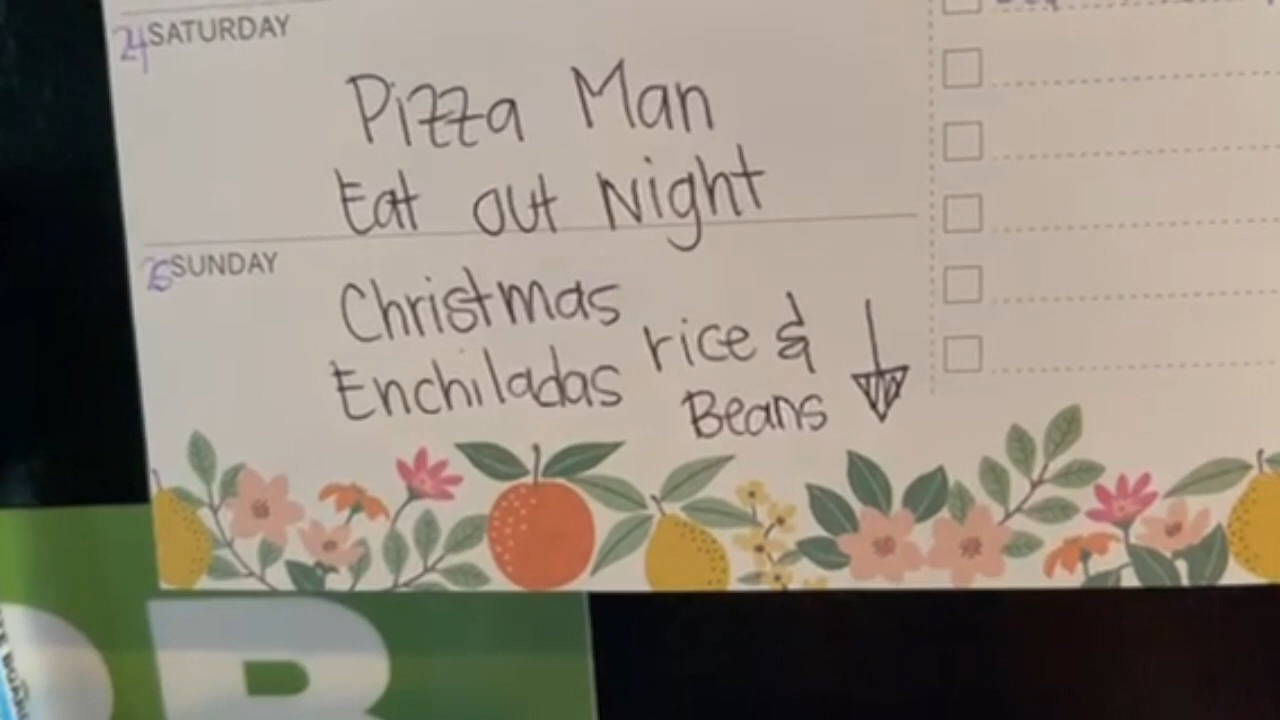 24 SATURDAY
Pizza Man
Eat out Night
25 SUNDAY
Christmas
Enchiladas rice &
Beans